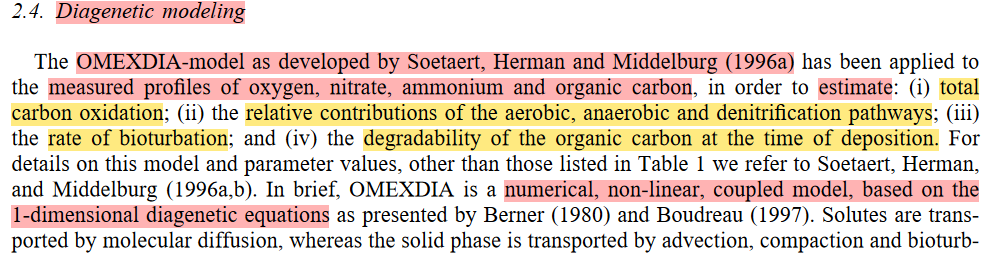 2.4. Diagenetic modeling
The OMEXDIA-model as developed by Soetaert, Herman and Middelburg (1996a) has been applied to
the measured profiles of oxygen, nitrate, ammonium and organic carbon, in order to estimate: (i) total
carbon oxidation; (ii) the relative contributions of the aerobic, anaerobic and denitrification pathways; (iii)
the rate of bioturbation; and (iv) the degradability of the organic carbon at the time of deposition. For
details on this model and parameter values, other than those listed in Table 1 we refer to Soetaert, Herman,
and Middelburg (1996a,b). In brief, OMEXDIA is a numerical, non-linear, coupled model, based on the
1-dimensional diagenetic equations as presented by Berner (1980) and Boudreau (1997). Solutes are trans-
ported by molecular diffusion, whereas the solid phase is transported by advection, compaction and bioturb-